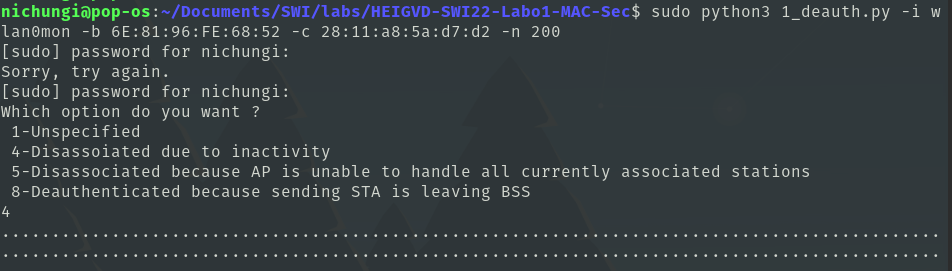 nichungi@pop-os:~/Documents/SWI/labs/HEIGVD-SWI22-Labo1-MAC-Sec$ sudo python3 1_deauth.py -i w
lan0mon -b 6E:81:96:FE:68:52 -c 28:11:a8:5a:d7:d2 -n 200
[sudo] password for nichungi:
Sorry, try again.
[sudo] password for nichungi:
Which option do you want ?
 1-Unspecified
 4-Disassoiated due to inactivity
 5-Disassociated because AP is unable to handle all currently associated stations
 8-Deauthenticated because sending STA is leaving BSS
4
..............................................................................................
..............................................................................................